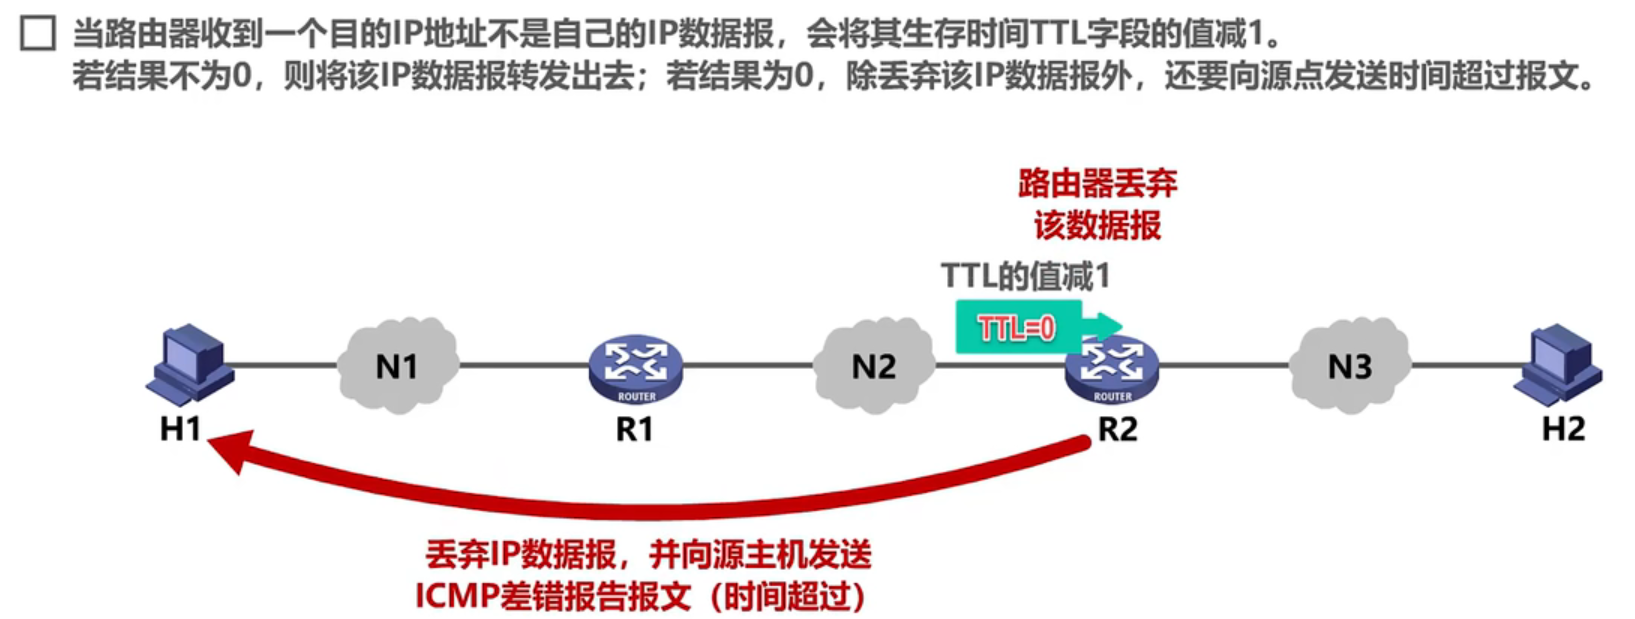 当路由器收到一个目的IP地址不是自己的IP数据报，会将其生存时间TTL字段的值减1。
若结果不为0，则将该IP数据报转发出去；若结果为0，除丢弃该IP数据报外，还要向源点发送时间超过报文。
路由器丢弃
该数据报
TTL的值减1
TTL=0
N1
N2
N3
ROUTER
ROUTER
H1
R1
R2
H2
丢弃IP数据报，并向源主机发送
ICMP差错报告报文（时间超过）